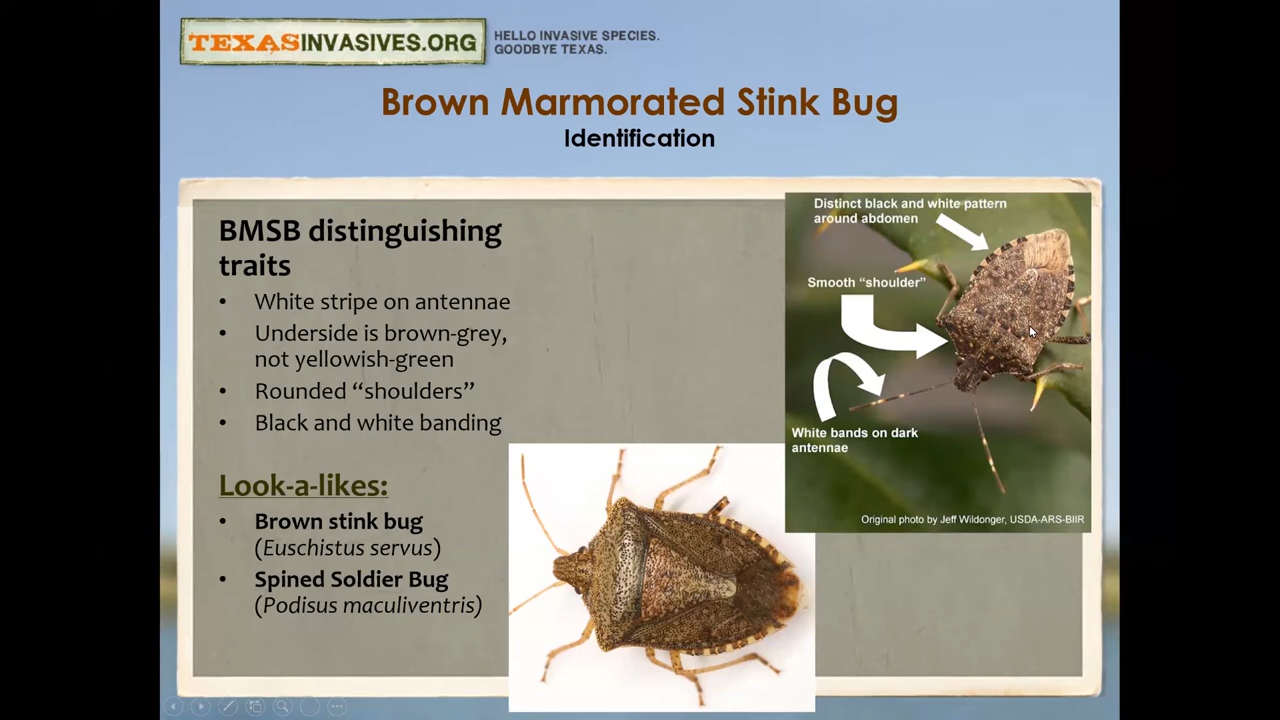 TEXASINVASIVES.ORG
HELLO INVASIVE SPECIES.
GOODBYE TEXAS.
Brown Marmorated Stink Bug
Identification
BMSB distinguishing
traits
• White stripe on antennae
• Underside is brown-grey,
not yellowish-green
• Rounded “shoulders”
• Black and white banding
Look-a-likes:
• Brown stink bug
(Euschistus servus)
• Spined Soldier Bug
(Podisus maculiventris)
Distinct black and white pattern
around abdomen
Smooth “shoulder”
White bands on dark
antennae
Original photo by Jeff Wildonger, USDA-ARS-BIIR